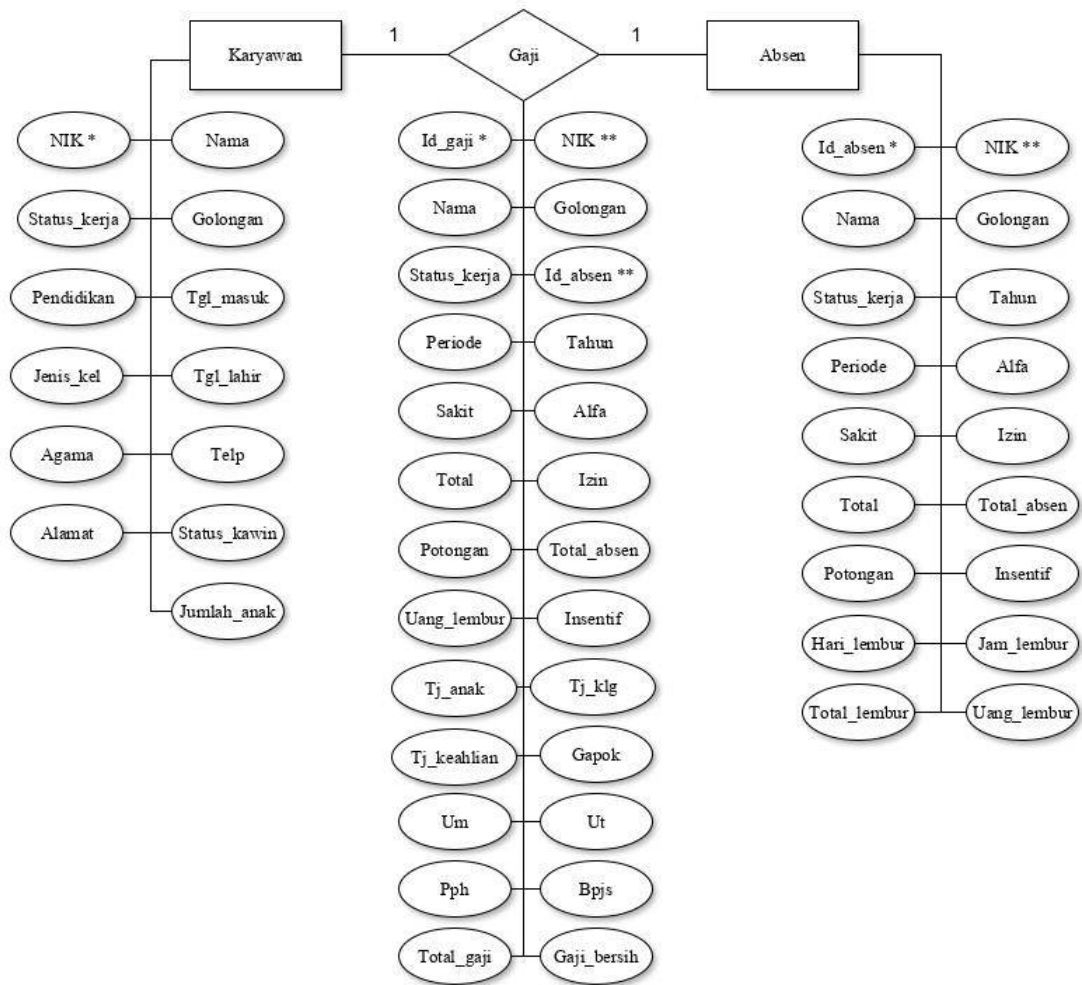 Karyawan
1
Gaji
1
Absen
NIK *
Nama
Status_kerja
Golongan
Pendidikan
Tgl_masuk
Jenis_kel
Tgl_lahir
Agama
Telp
Alamat
Status_kawin
Jumlah_anak
Id_gaji *
NIK **
Nama
Golongan
Status_kerja
Id_absen **
Periode
Tahun
Sakit
Alfa
Total
Izin
Potongan
Total_absen
Uang_lembur
Insentif
Tj_anak
Tj_klg
Tj_keahlian
Gapok
Um
Ut
Pph
Bpjs
Total_gaji
Gaji_bersih
Id_absen *
NIK **
Nama
Golongan
Status_kerja
Tahun
Periode
Alfa
Sakit
Izin
Total
Total_absen
Potongan
Insentif
Hari_lembur
Jam_lembur
Total_lembur
Uang_lembur